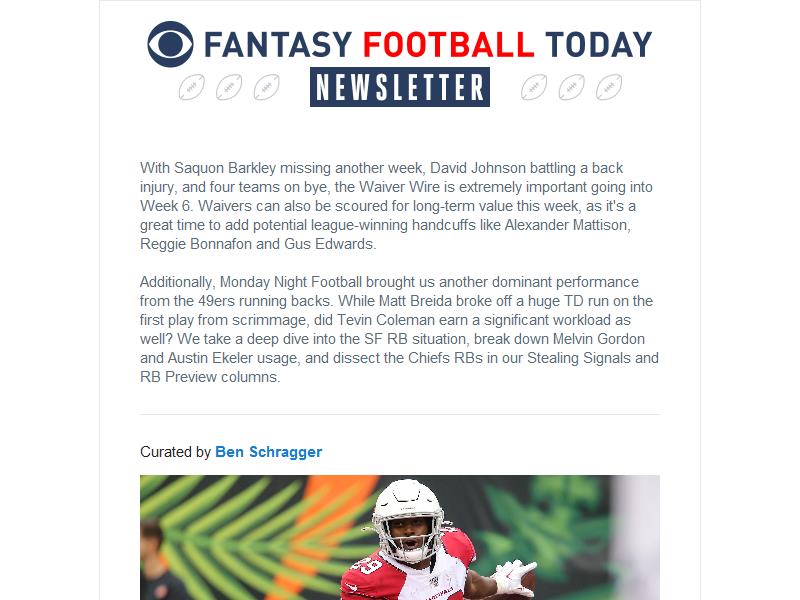 FANTASY FOOTBALL TODAY
NEWSLETTER
With Saquon Barkley missing another week, David Johnson battling a back
injury, and four teams on bye, the Waiver Wire is extremely important going into
Week 6. Waivers can also be scoured for long-term value this week, as it's a
great time to add potential league-winning handcuffs like Alexander Mattison,
Reggie Bonnafon and Gus Edwards.
Additionally, Monday Night Football brought us another dominant performance
from the 49ers running backs. While Matt Breida broke off a huge TD run on the
first play from scrimmage, did Tevin Coleman earn a significant workload as
well? We take a deep dive into the SF RB situation, break down Melvin Gordon
and Austin Ekeler usage, and dissect the Chiefs RBs in our Stealing Signals and
RB Preview columns.
Curated by Ben Schragger